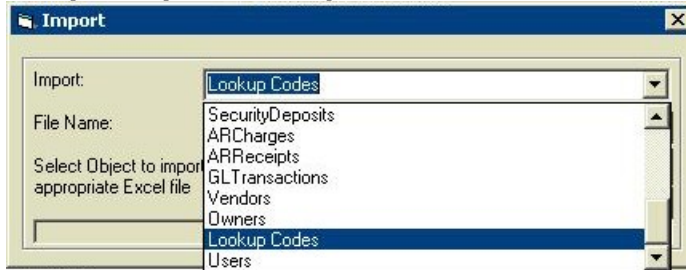 Import
Import:
Lookup Codes
File Name:
SecurityDeposits
ARCharges
Select Object to impor
ARReceipts
appropriate Excel file
GLTransactions
Vendors
Owners
Lookup Codes
Users